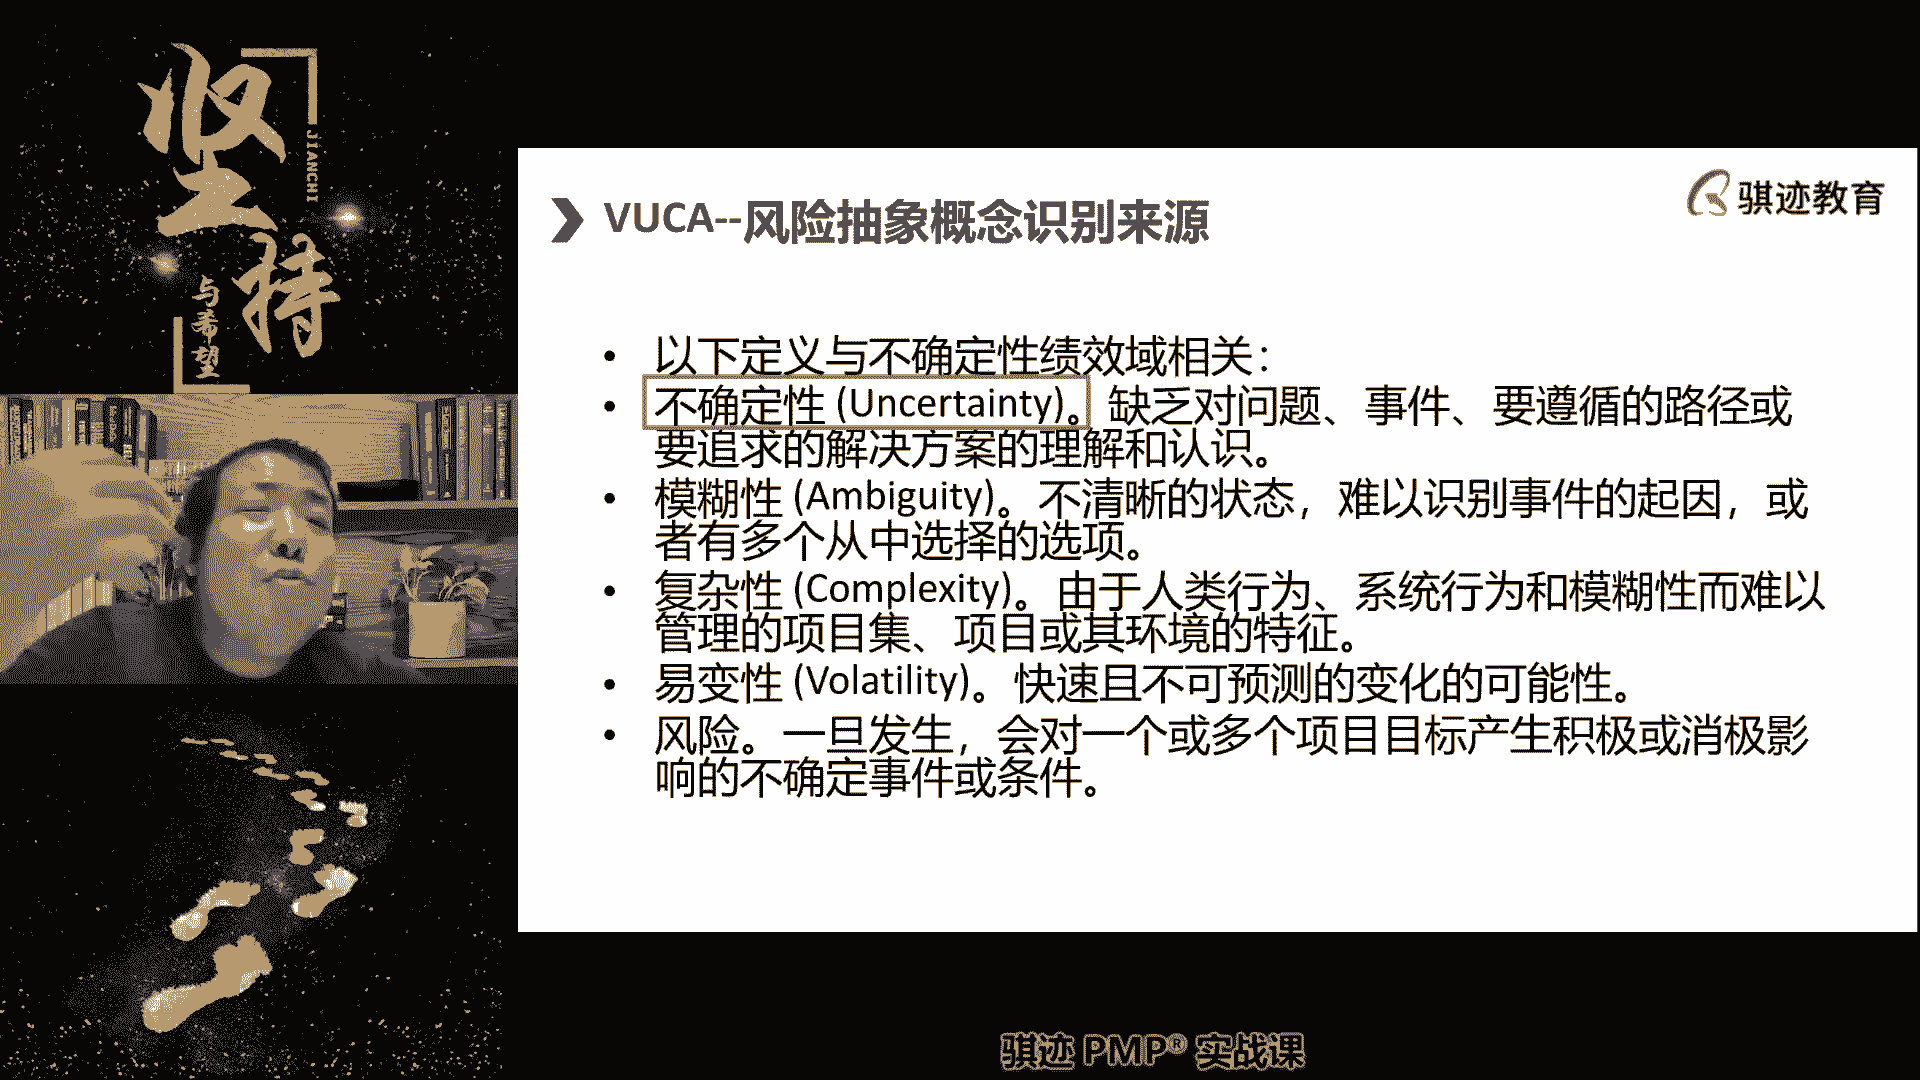 坚持
JIANCHI
与希望
VUCA--风险抽象概念识别来源
骐迹教育
• 以下定义与不确定性绩效域相关：
• 不确定性 (Uncertainty)。缺乏对问题、事件、要遵循的路径或
要追求的解决方案的理解和认识。
• 模糊性 (Ambiguity)。不清晰的状态，难以识别事件的起因，或
者有多个从中选择的选项。
• 复杂性 (Complexity)。由于人类行为、系统行为和模糊性而难以
管理的项目集、项目或其环境的特征。
• 易变性 (Volatility)。快速且不可预测的变化的可能性。
• 风险。一旦发生，会对一个或多个项目目标产生积极或消极影
响的不确定事件或条件。
骐迹 PMP® 实战课